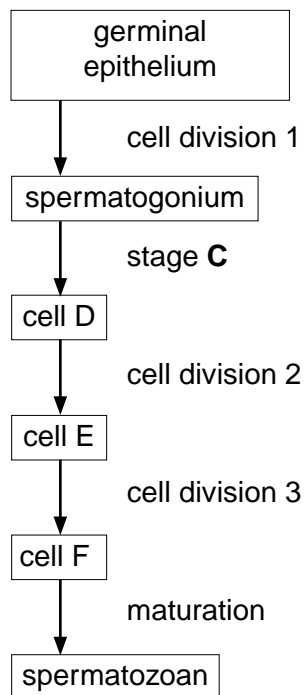 germinal
epithelium
cell division 1
spermatogonium
stage C
cell D
cell division 2
cell E
cell division 3
cell F
maturation
spermatozoan